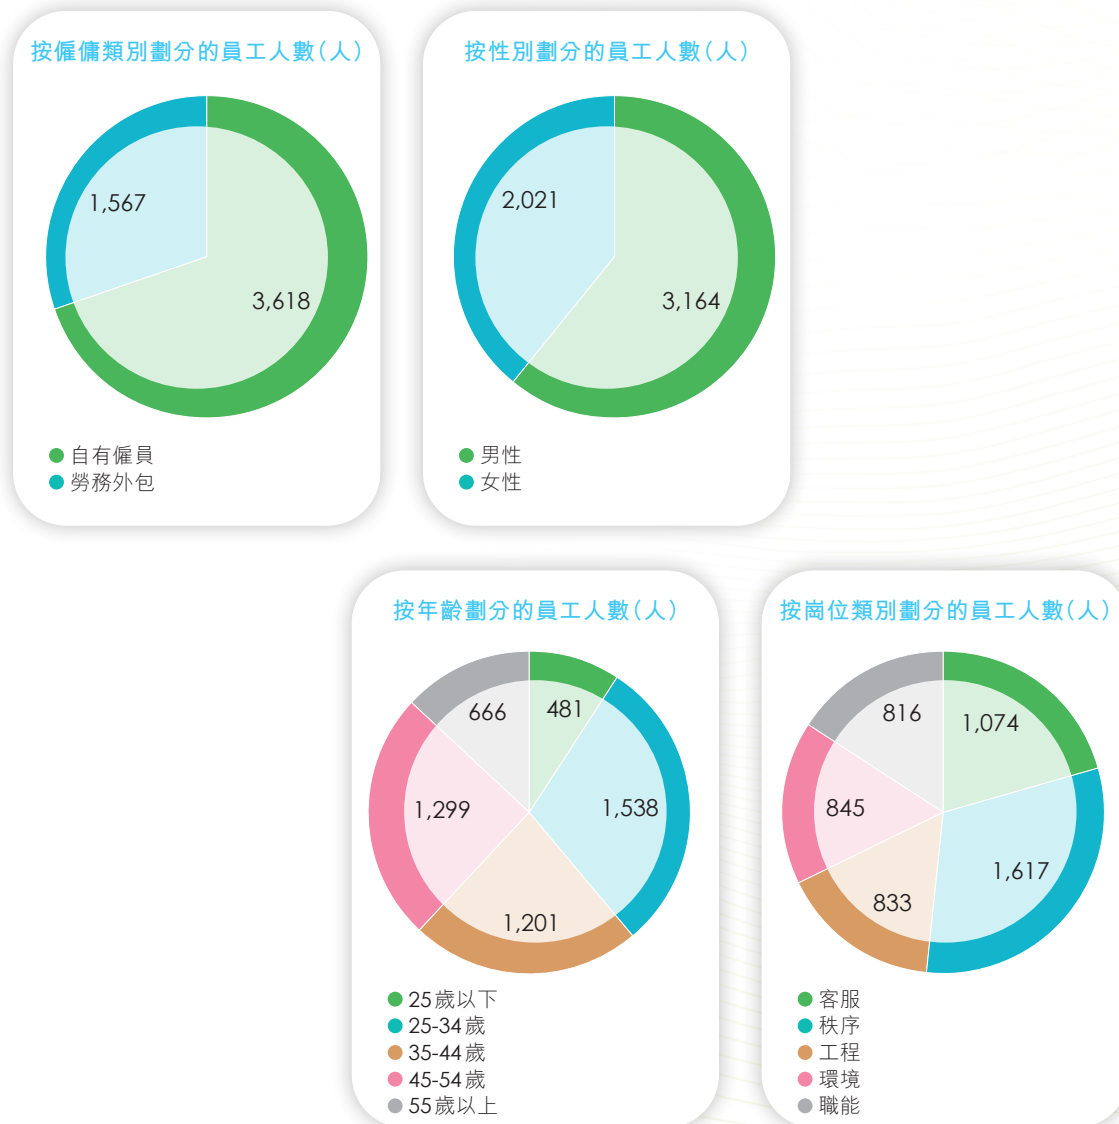 按僱傭類別劃分的員工人數(人)
1,567
3,618
自有僱員
勞務外包
按性別劃分的員工人數(人)
2,021
3,164
男性
女性
按年齡劃分的員工人數(人)
666
481
1,299
1,538
1,201
25歲以下
25-34歲
35-44歲
45-54歲
55歲以上
按崗位類別劃分的員工人數(人)
816
1,074
845
1,617
833
客服
秩序
工程
環境
職能